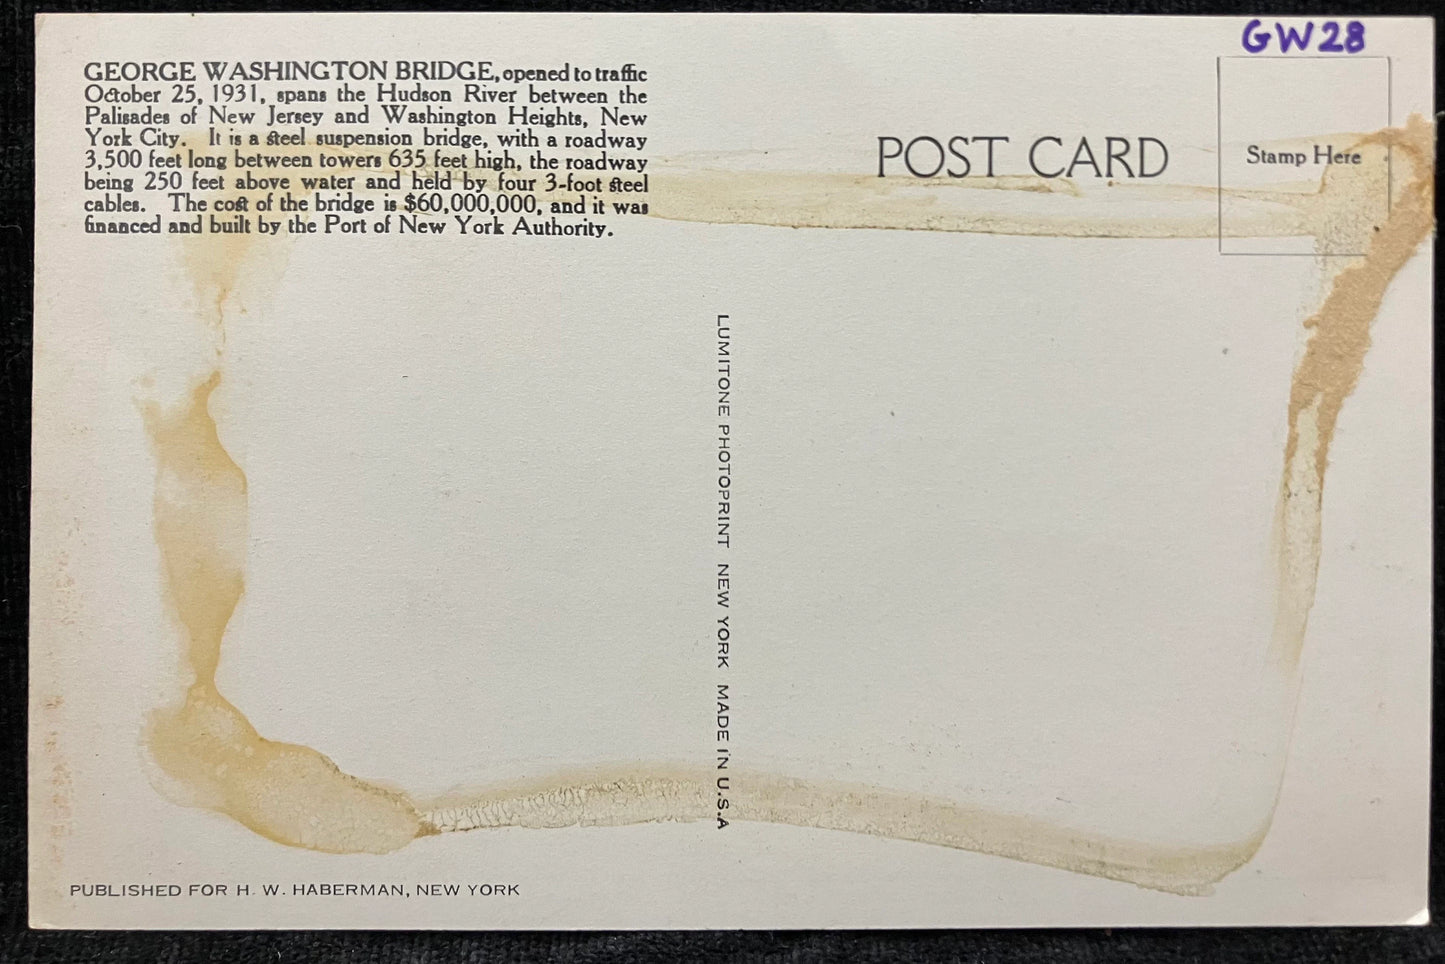 GW28
GEORGE WASHINGTON BRIDGE, opened to traffic
October 25, 1931, spans the Hudson River between the
Palisades of New Jersey and Washington Heights, New
York City. It is a steel suspension bridge, with a roadway
3,500 feet long between towers 635 feet high, the roadway
being 250 feet above water and held by four 3-foot steel
cables. The cost of the bridge is $60,000,000, and it was
financed and built by the Port of New York Authority.
POST CARD
Stamp Here
LUMITONE PHOTOPRINT NEW YORK MADE IN U.S.A
PUBLISHED FOR H. W. HABERMAN, NEW YORK